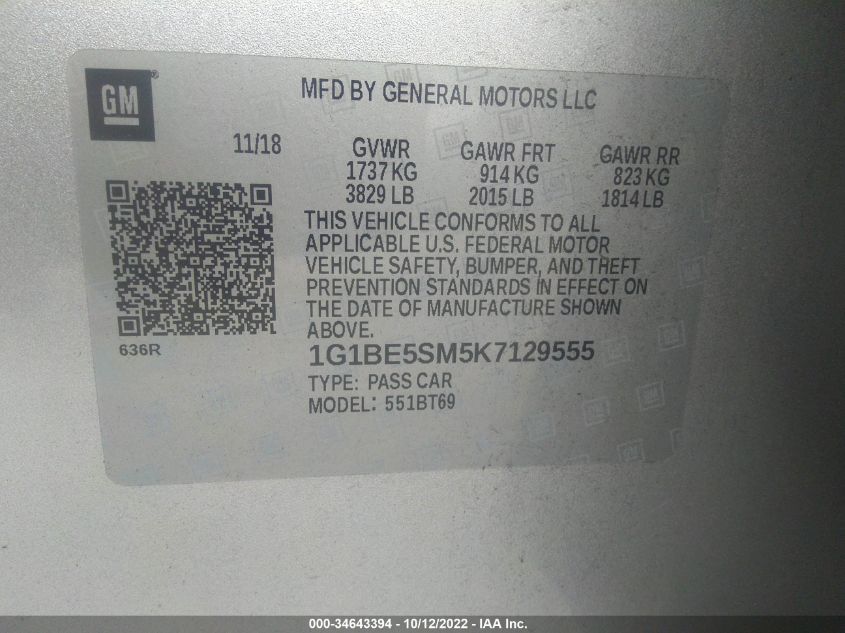 GM®
MFD BY GENERAL MOTORS LLC
11/18
GVWR GAWR FRT GAWR RR
1737 KG 914 KG 823 KG
3829 LB 2015 LB 1814 LB
THIS VEHICLE CONFORMS TO ALL
APPLICABLE U.S. FEDERAL MOTOR
VEHICLE SAFETY, BUMPER, AND THEFT
PREVENTION STANDARDS IN EFFECT ON
THE DATE OF MANUFACTURE SHOWN
ABOVE.
636R
1G1BE5SM5K7129555
TYPE: PASS CAR
MODEL: 551BT69
000-34643394 - 10/12/2022 - IAA Inc.